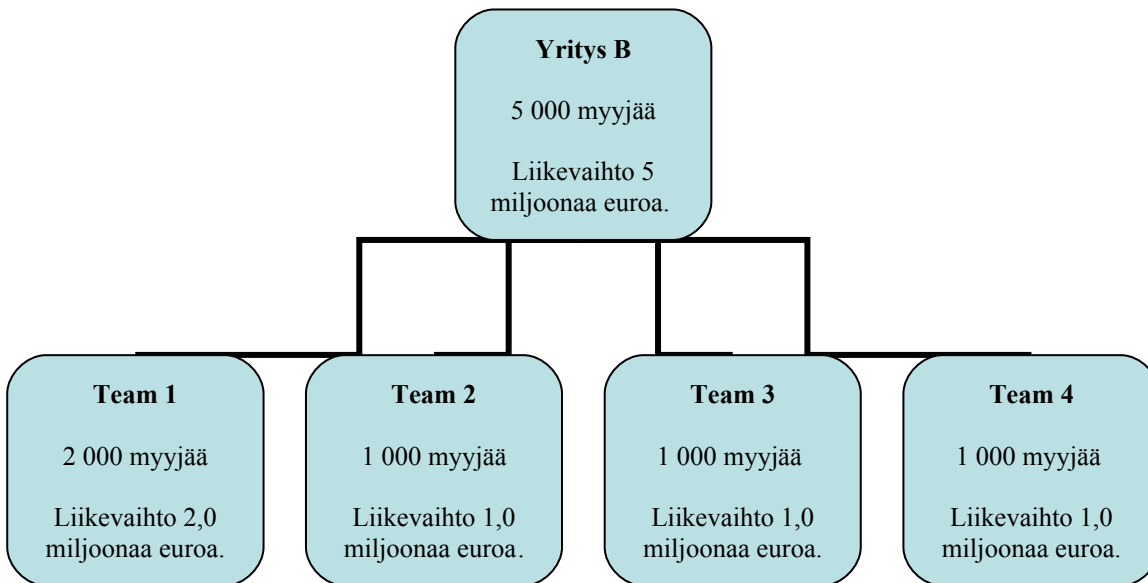 Yritys B
5 000 myyjää
Liikevaihto 5
miljoonaa euroa.
Team 1
2 000 myyjää
Liikevaihto 2,0
miljoonaa euroa.
Team 2
1 000 myyjää
Liikevaihto 1,0
miljoonaa euroa.
Team 3
1 000 myyjää
Liikevaihto 1,0
miljoonaa euroa.
Team 4
1 000 myyjää
Liikevaihto 1,0
miljoonaa euroa.